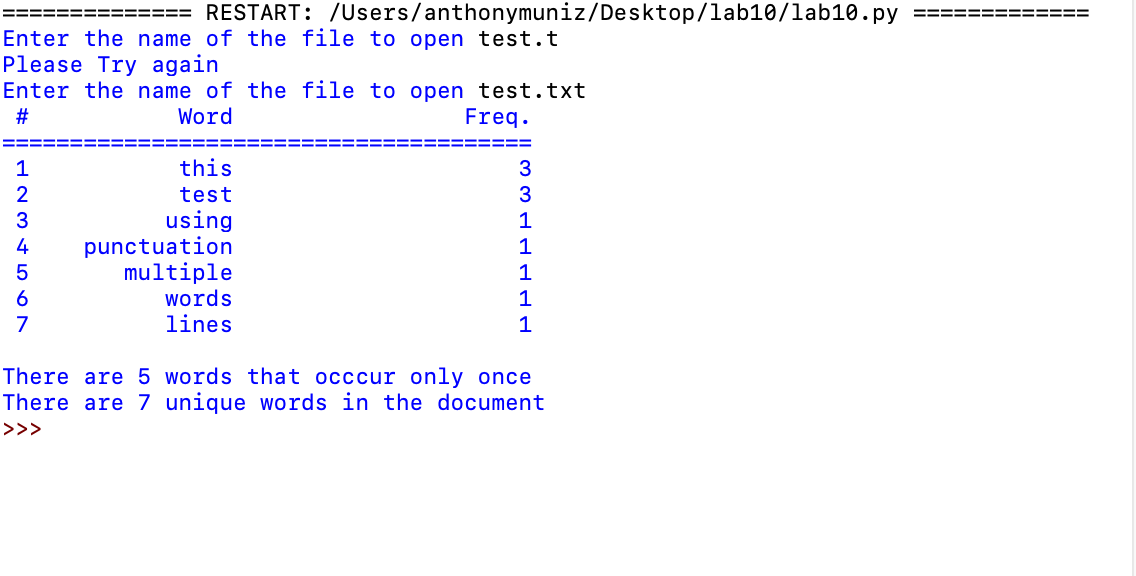 ============== RESTART: /Users/anthonymuniz/Desktop/lab10/lab10.py =============
Enter the name of the file to open test.t
Please Try again
Enter the name of the file to open test.txt
 #           Word                 Freq.
=======================================
 1           this                     3
 2           test                     3
 3          using                     1
 4    punctuation                     1
 5       multiple                     1
 6          words                     1
 7          lines                     1

There are 5 words that occcur only once
There are 7 unique words in the document
>>>